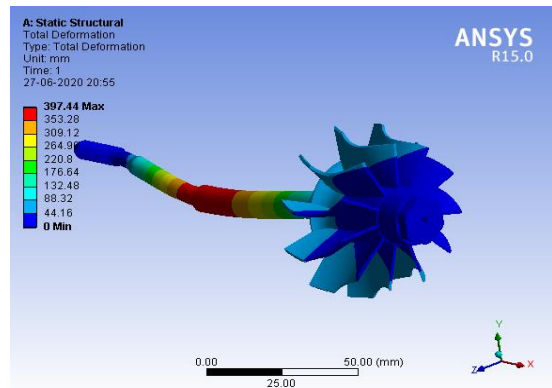 A: Static Structural
Total Deformation
Type: Total Deformation
Unit: mm
Time: 1
27-06-2020 20:55
ANSYS
R15.0
397.44 Max
353.28
309.12
264.96
220.8
176.64
132.48
88.32
44.16
0 Min
0.00 50.00 (mm)
25.00
Y
Z X